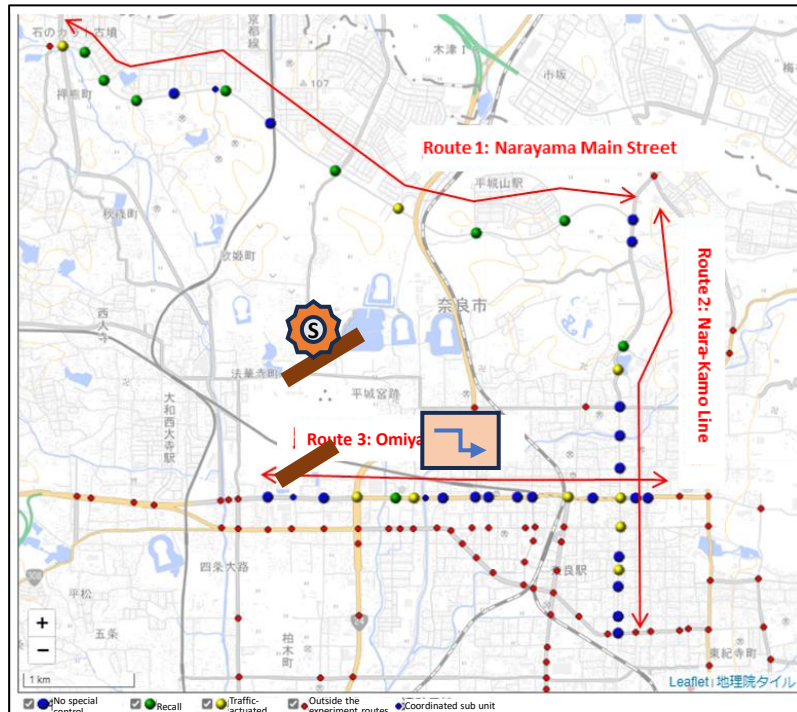 石のカラト古墳
京都線
木津I
107
市坂
梅
押熊町
Route 1: Narayama Main Street
平城山駅
秋篠町
歌姫町
Route 2: Nara-Kamo Line
奈良市
S
西大寺
法華寺町
平城宮跡
大和西大寺駅
Route 3: Omiya
四条大路
良駅
308
平松
24
+
五条
柏木町
−
東紀寺町
1 km
Leaflet | 地理院タイル
No special control
Recall
Traffic-actuated
Outside the experiment routes
Coordinated sub unit